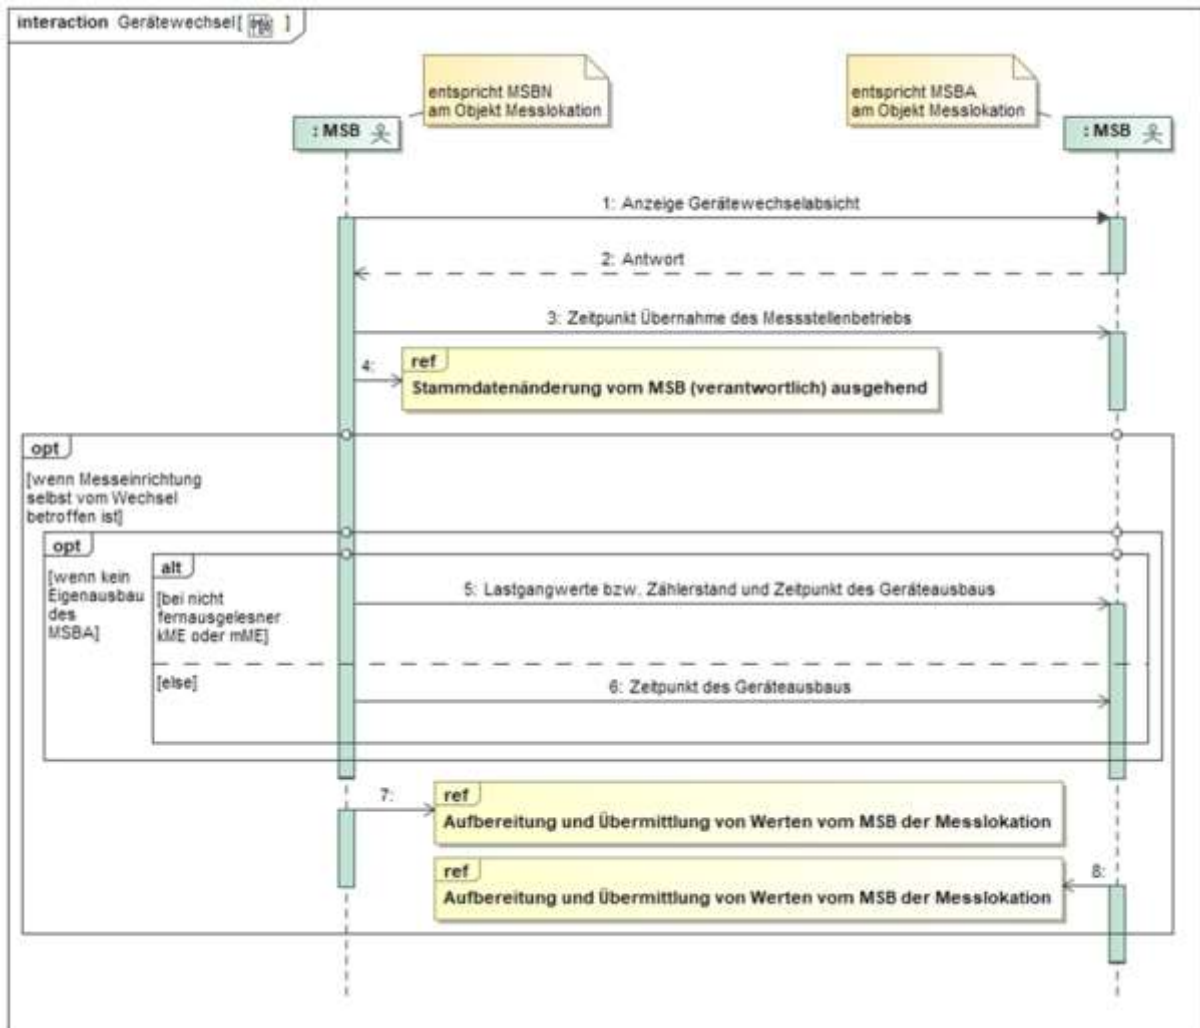 interaction Gerätewechsel[ ]
entspricht MSBN
am Objekt Messlokation
entspricht MSBA
am Objekt Messlokation
: MSB
: MSB
1: Anzeige Gerätewechselabsicht
2: Antwort
3: Zeitpunkt Übernahme des Messstellenbetriebs
4:
ref
Stammdatenänderung vom MSB (verantwortlich) ausgehend
opt
[wenn Messeinrichtung
selbst vom Wechsel
betroffen ist]
opt
[wenn kein
Eigenausbau
des
MSBA]
alt
[bei nicht
fernausgelesner
kME oder mME]
5: Lastgangwerte bzw. Zählerstand und Zeitpunkt des Geräteausbaus
[else]
6: Zeitpunkt des Geräteausbaus
7:
ref
Aufbereitung und Übermittlung von Werten vom MSB der Messlokation
ref
Aufbereitung und Übermittlung von Werten vom MSB der Messlokation
8: